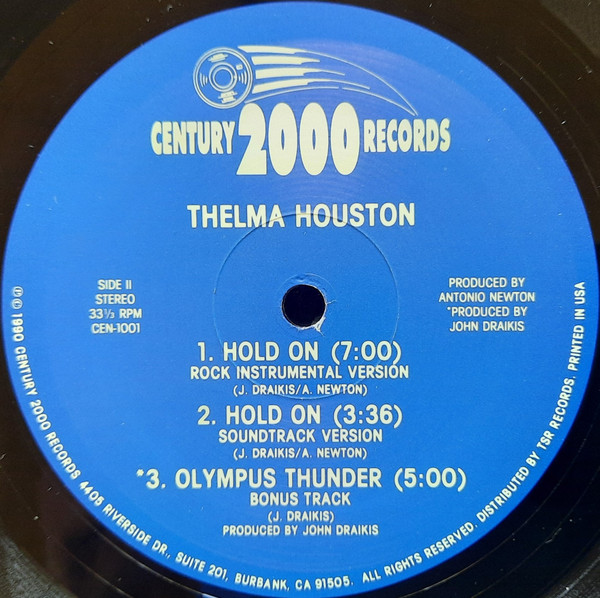 CENTURY 2000 RECORDS
THELMA HOUSTON
SIDE II
STEREO
33⅓ RPM
CEN-1001
PRODUCED BY
ANTONIO NEWTON
*PRODUCED BY
JOHN DRAIKIS
1. HOLD ON (7:00)
ROCK INSTRUMENTAL VERSION
(J. DRAIKIS/A. NEWTON)
2. HOLD ON (3:36)
SOUNDTRACK VERSION
(J. DRAIKIS/A. NEWTON)
*3. OLYMPUS THUNDER (5:00)
BONUS TRACK
(J. DRAIKIS)
PRODUCED BY JOHN DRAIKIS
℗ © 1990 CENTURY 2000 RECORDS 4405 RIVERSIDE DR., SUITE 201, BURBANK, CA 91505. ALL RIGHTS RESERVED. DISTRIBUTED BY TSR RECORDS. PRINTED IN USA